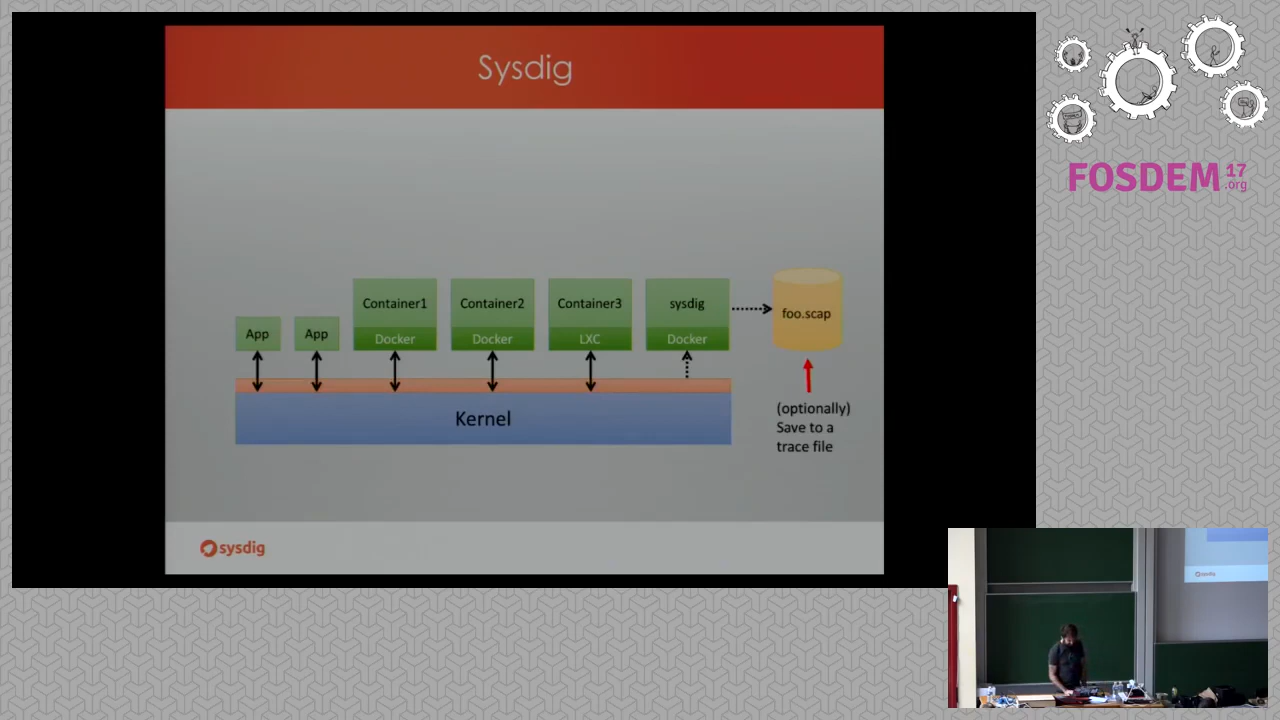 Sysdig
Container1
Container2
Container3
sysdig
App
App
Docker
Docker
LXC
Docker
foo.scap
Kernel
(optionally)
Save to a
trace file
sysdig
FOSDEM 17
.org
sysdig